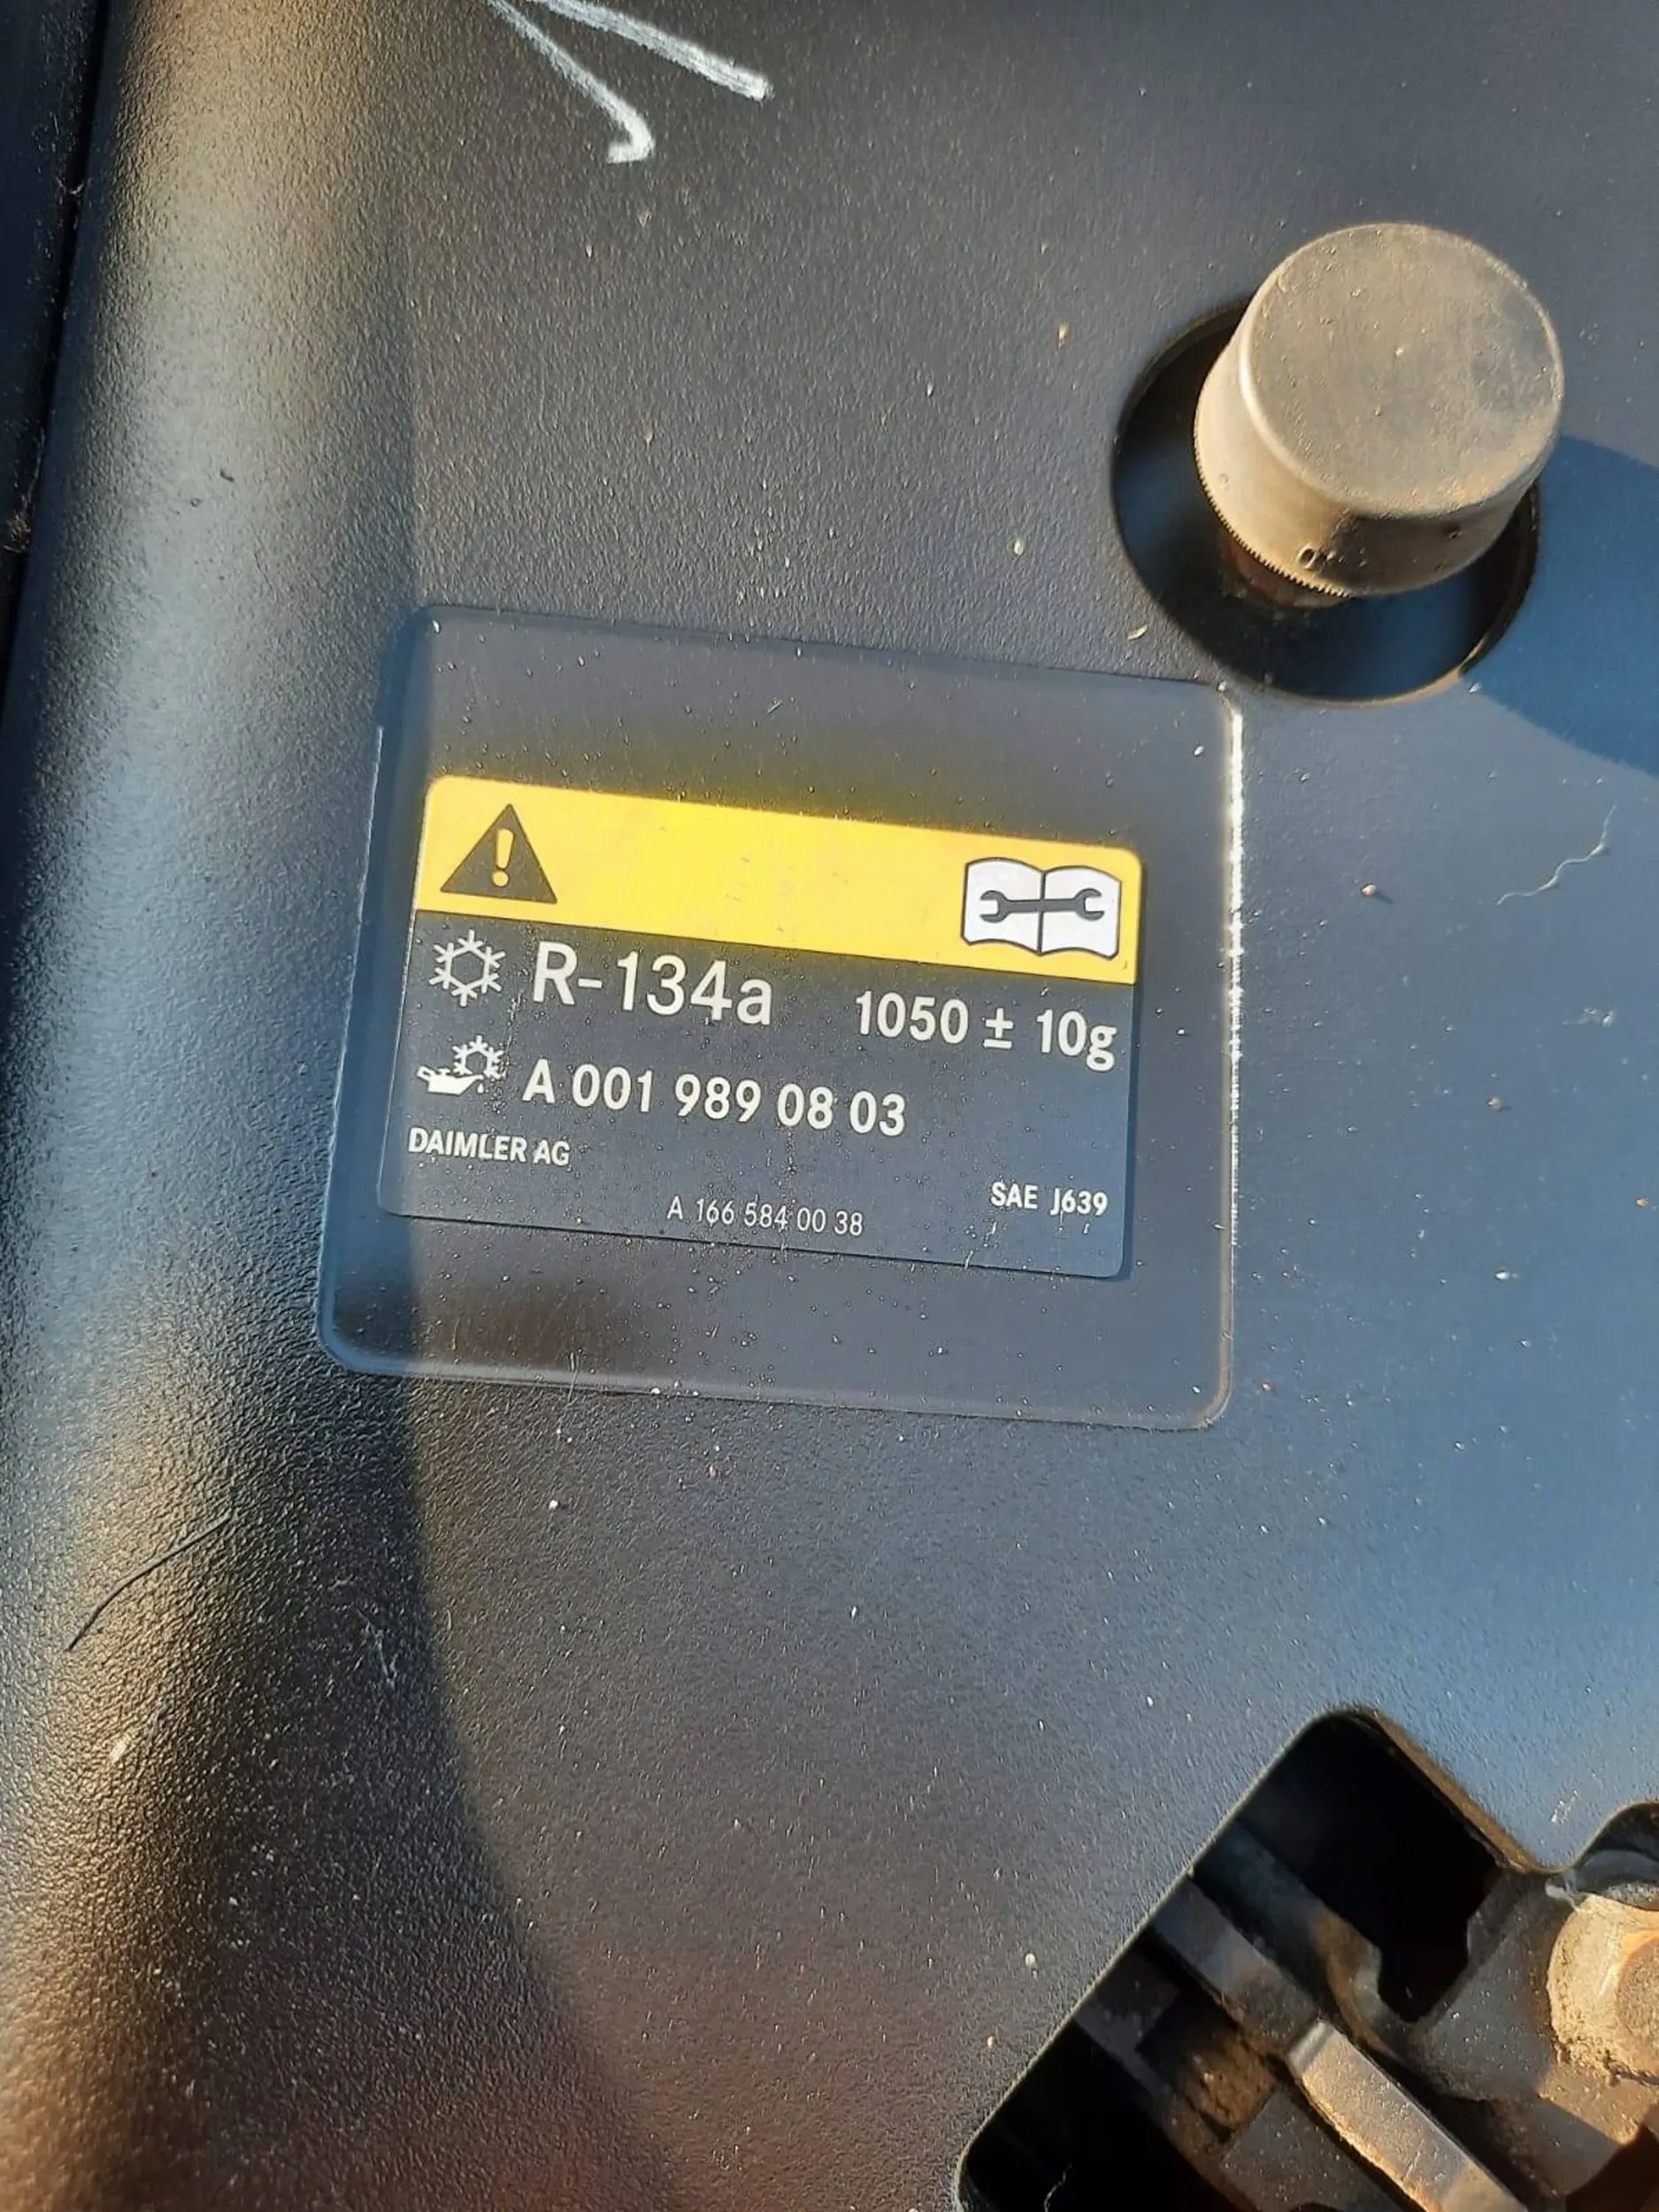 R-134a 1050 ± 10g
A 001 989 08 03
DAIMLER AG
SAE J639
A 166 584 00 38